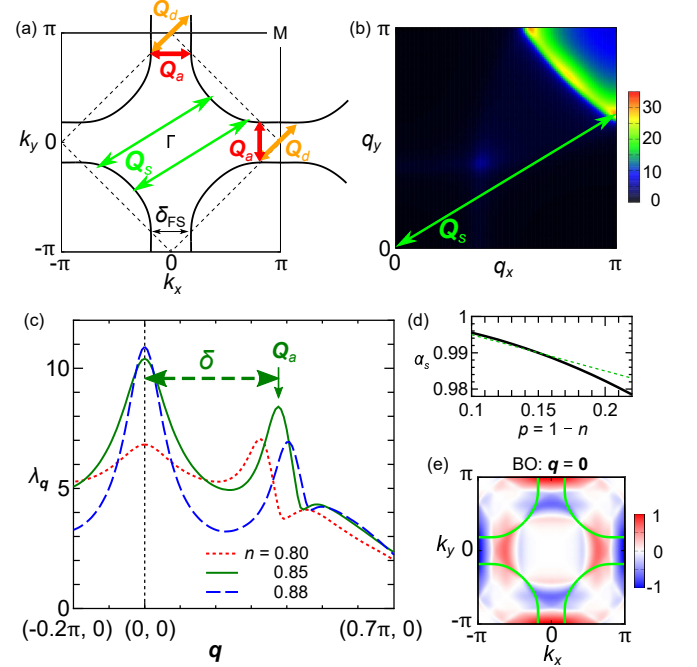 (a)
π
Q_d
M
Q_a
k_y 0
Γ
Q_s
Q_a
Q_d
δ_FS
-π
-π 0 π
k_x
(b)
π
q_y
Q_s
0
0 q_x π
35
30
20
10
0
(c)
10
λ_q
5
0
δ
Q_a
n = 0.80
0.85
0.88
(-0.2π, 0) (0, 0) (0.7π, 0)
q
(d)
1
α_s 0.99
0.98
0.1 0.15 0.2
p = 1 − n
(e) BO: q = 0
π
k_y 0
-π
-π 0 π
k_x
1
0
-1